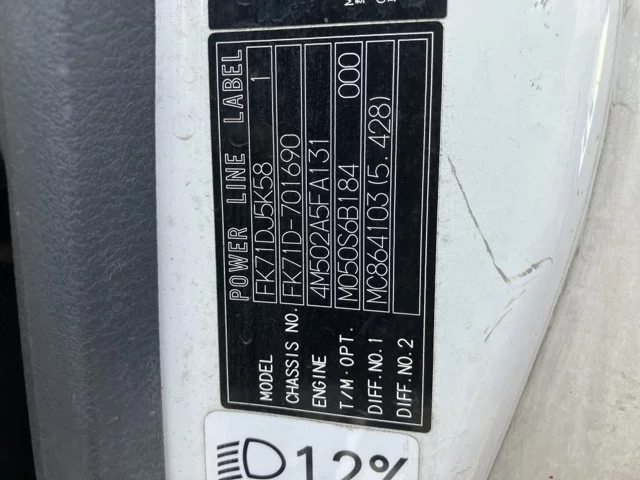 POWER LINE LABEL
MODEL FK71DJ5K58 1
CHASSIS NO. FK71D-701690
ENGINE 4M502A5FA131
T/M·OPT. M050S6B184 000
DIFF.NO.1 MC864103(5.428)
DIFF.NO.2
12%